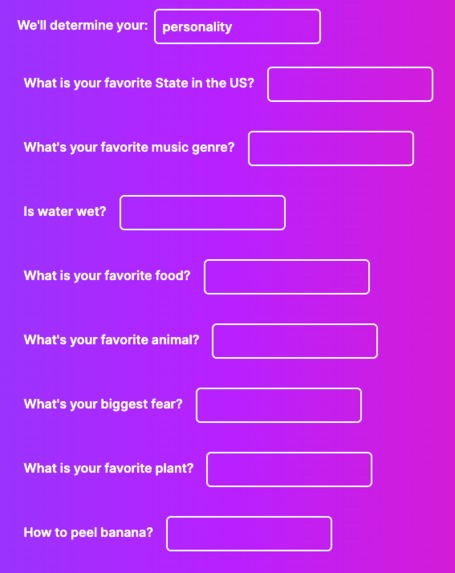 We'll determine your: personality
What is your favorite State in the US?
What's your favorite music genre?
Is water wet?
What is your favorite food?
What's your favorite animal?
What's your biggest fear?
What is your favorite plant?
How to peel banana?